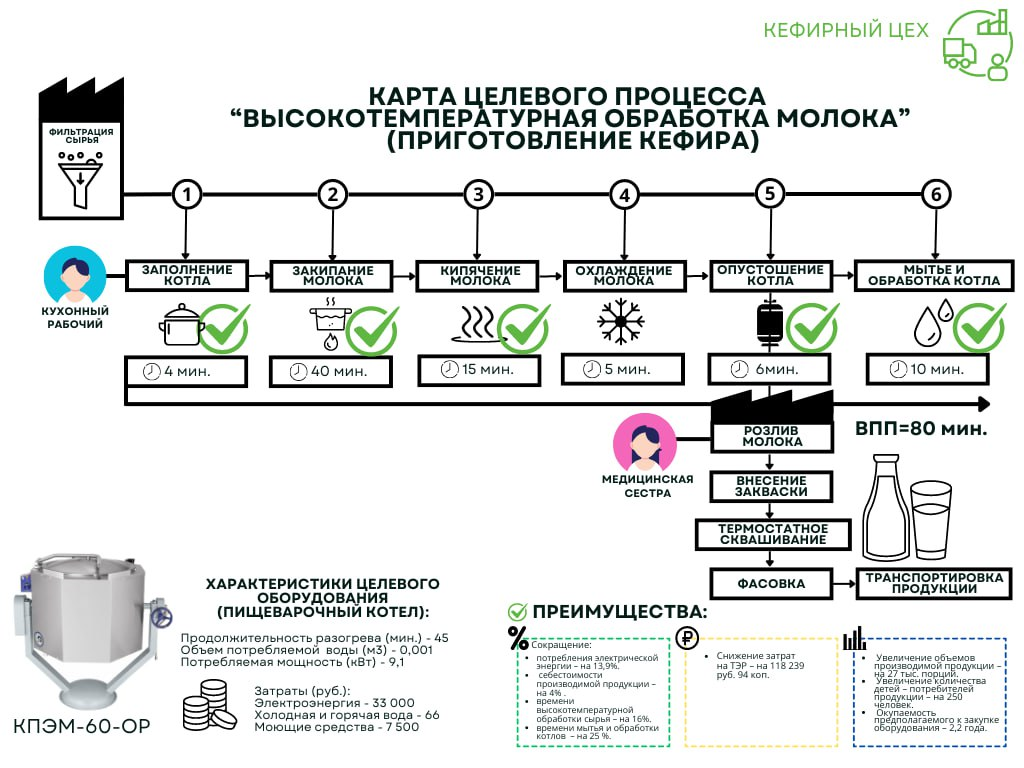 КЕФИРНЫЙ ЦЕХ
КАРТА ЦЕЛЕВОГО ПРОЦЕССА
“ВЫСОКОТЕМПЕРАТУРНАЯ ОБРАБОТКА МОЛОКА”
(ПРИГОТОВЛЕНИЕ КЕФИРА)
ФИЛЬТРАЦИЯ
СЫРЬЯ
1
2
3
4
5
6
КУХОННЫЙ
РАБОЧИЙ
ЗАПОЛНЕНИЕ
КОТЛА
ЗАКИПАНИЕ
МОЛОКА
КИПЯЧЕНИЕ
МОЛОКА
ОХЛАЖДЕНИЕ
МОЛОКА
ОПУСТОШЕНИЕ
КОТЛА
МЫТЬЕ И
ОБРАБОТКА КОТЛА
4 мин.
40 мин.
15 мин.
5 мин.
6мин.
10 мин.
ВПП=80 мин.
МЕДИЦИНСКАЯ
СЕСТРА
РОЗЛИВ
МОЛОКА
ВНЕСЕНИЕ
ЗАКВАСКИ
ТЕРМОСТАТНОЕ
СКВАШИВАНИЕ
ФАСОВКА
ТРАНСПОРТИРОВКА
ПРОДУКЦИИ
КПЭМ-60-ОР
ХАРАКТЕРИСТИКИ ЦЕЛЕВОГО
ОБОРУДОВАНИЯ
(ПИЩЕВАРОЧНЫЙ КОТЕЛ):
Продолжительность разогрева (мин.) - 45
Объем потребляемой воды (м3) - 0,001
Потребляемая мощность (кВт) - 9,1
Затраты (руб.):
Электроэнергия - 33 000
Холодная и горячая вода - 66
Моющие средства - 7 500
ПРЕИМУЩЕСТВА:
%
Сокращение:
• потребления электрической
энергии – на 13,9%.
• себестоимости
производимой продукции –
на 4% .
• времени
высокотемпературной
обработки сырья – на 16%.
• времени мытья и обработки
котлов – на 25 %.
₽
• Снижение затрат
на ТЭР – на 118 239
руб. 94 коп.
• Увеличение объемов
производимой продукции –
на 27 тыс. порций.
• Увеличение количества
детей – потребителей
продукции – на 250
человек.
• Окупаемость
предполагаемого к закупке
оборудования – 2,2 года.